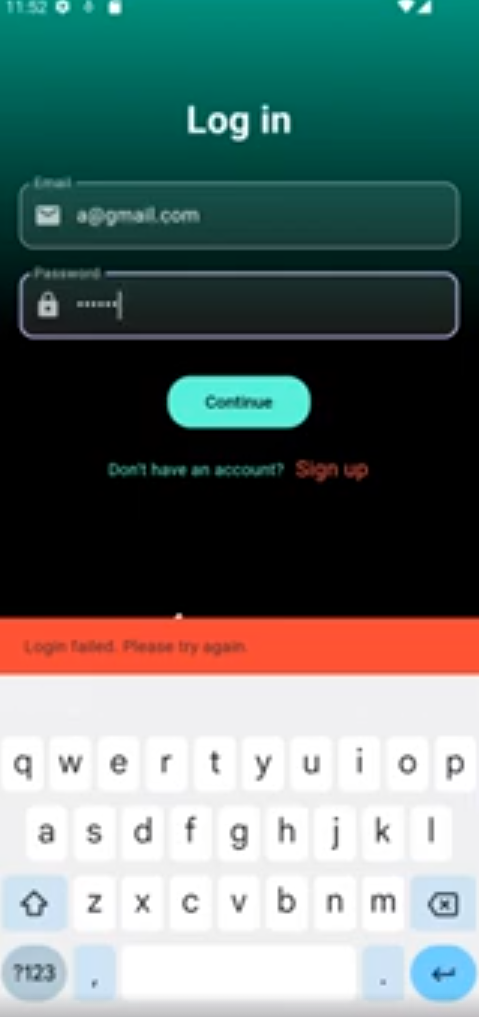 11:52
Log in
Email
a@gmail.com
Password
••••••
Continue
Don't have an account? Sign up
Login failed. Please try again.
q w e r t y u i o p
a s d f g h j k l
z x c v b n m
?123 , .